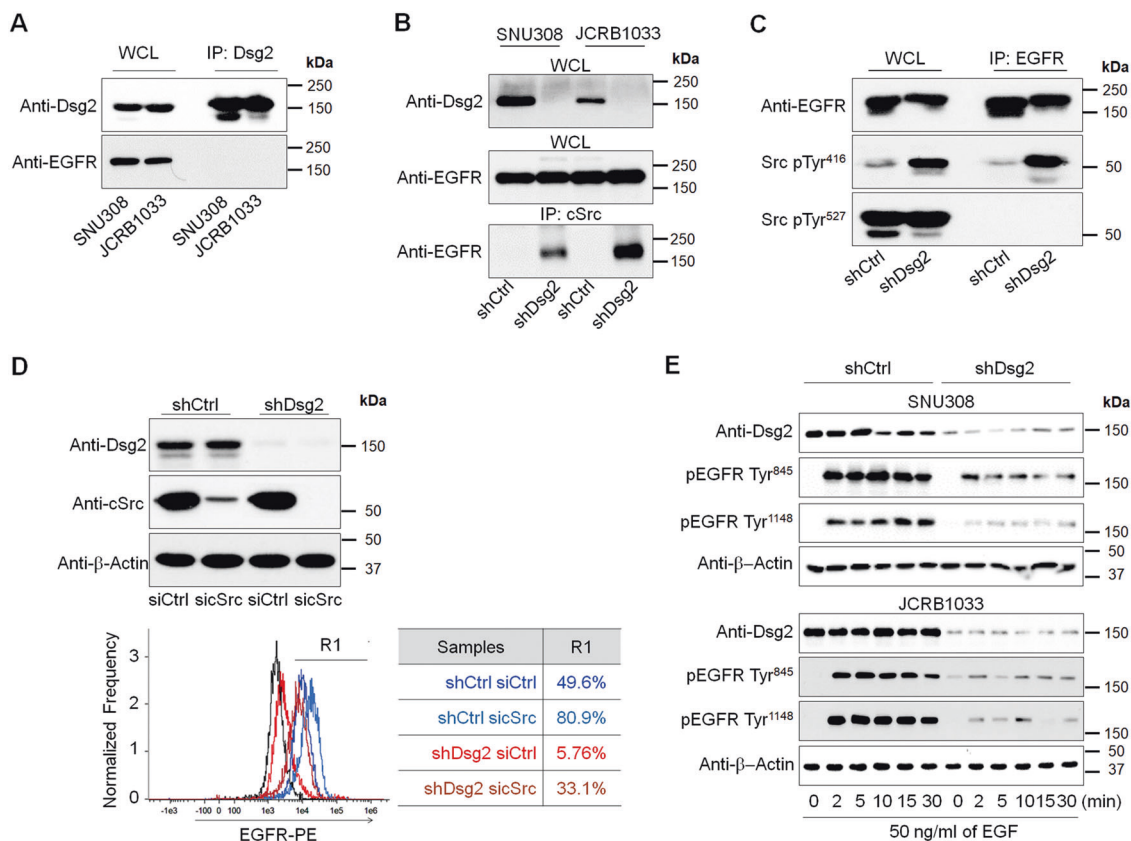 A
WCL IP: Dsg2 kDa
250
Anti-Dsg2 150
250
Anti-EGFR 150
SNU308 JCRB1033 SNU308 JCRB1033
B
SNU308 JCRB1033
WCL kDa
250
Anti-Dsg2 150
WCL
250
Anti-EGFR 150
IP: cSrc
250
Anti-EGFR 150
shCtrl shDsg2 shCtrl shDsg2
C
WCL IP: EGFR kDa
250
Anti-EGFR 150
Src pTyr⁴¹⁶ 50
Src pTyr⁵²⁷ 50
shCtrl shDsg2 shCtrl shDsg2
D
shCtrl shDsg2 kDa
Anti-Dsg2 150
Anti-cSrc 50
50
Anti-β-Actin 37
siCtrl sicSrc siCtrl sicSrc
Normalized Frequency
3
2
1
0
R1
-1e3 -100 0 100 1e3 1e4 1e5 1e6
EGFR-PE
Samples R1
shCtrl siCtrl 49.6%
shCtrl sicSrc 80.9%
shDsg2 siCtrl 5.76%
shDsg2 sicSrc 33.1%
E
shCtrl shDsg2
SNU308 kDa
Anti-Dsg2 150
pEGFR Tyr⁸⁴⁵ 150
pEGFR Tyr¹¹⁴⁸ 150
50
Anti-β–Actin 37
JCRB1033
Anti-Dsg2 150
pEGFR Tyr⁸⁴⁵ 150
pEGFR Tyr¹¹⁴⁸ 150
50
Anti-β–Actin 37
0 2 5 10 15 30 0 2 5 10 15 30 (min)
50 ng/ml of EGF